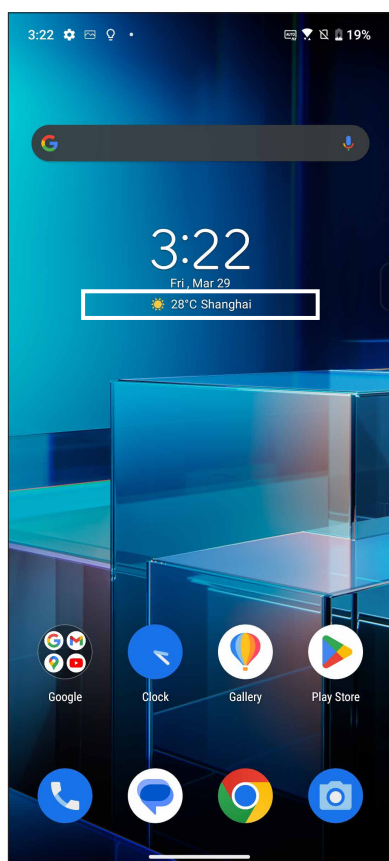 3:22
19%
3:22
Fri , Mar 29
28°C Shanghai
Google
Clock
Gallery
Play Store